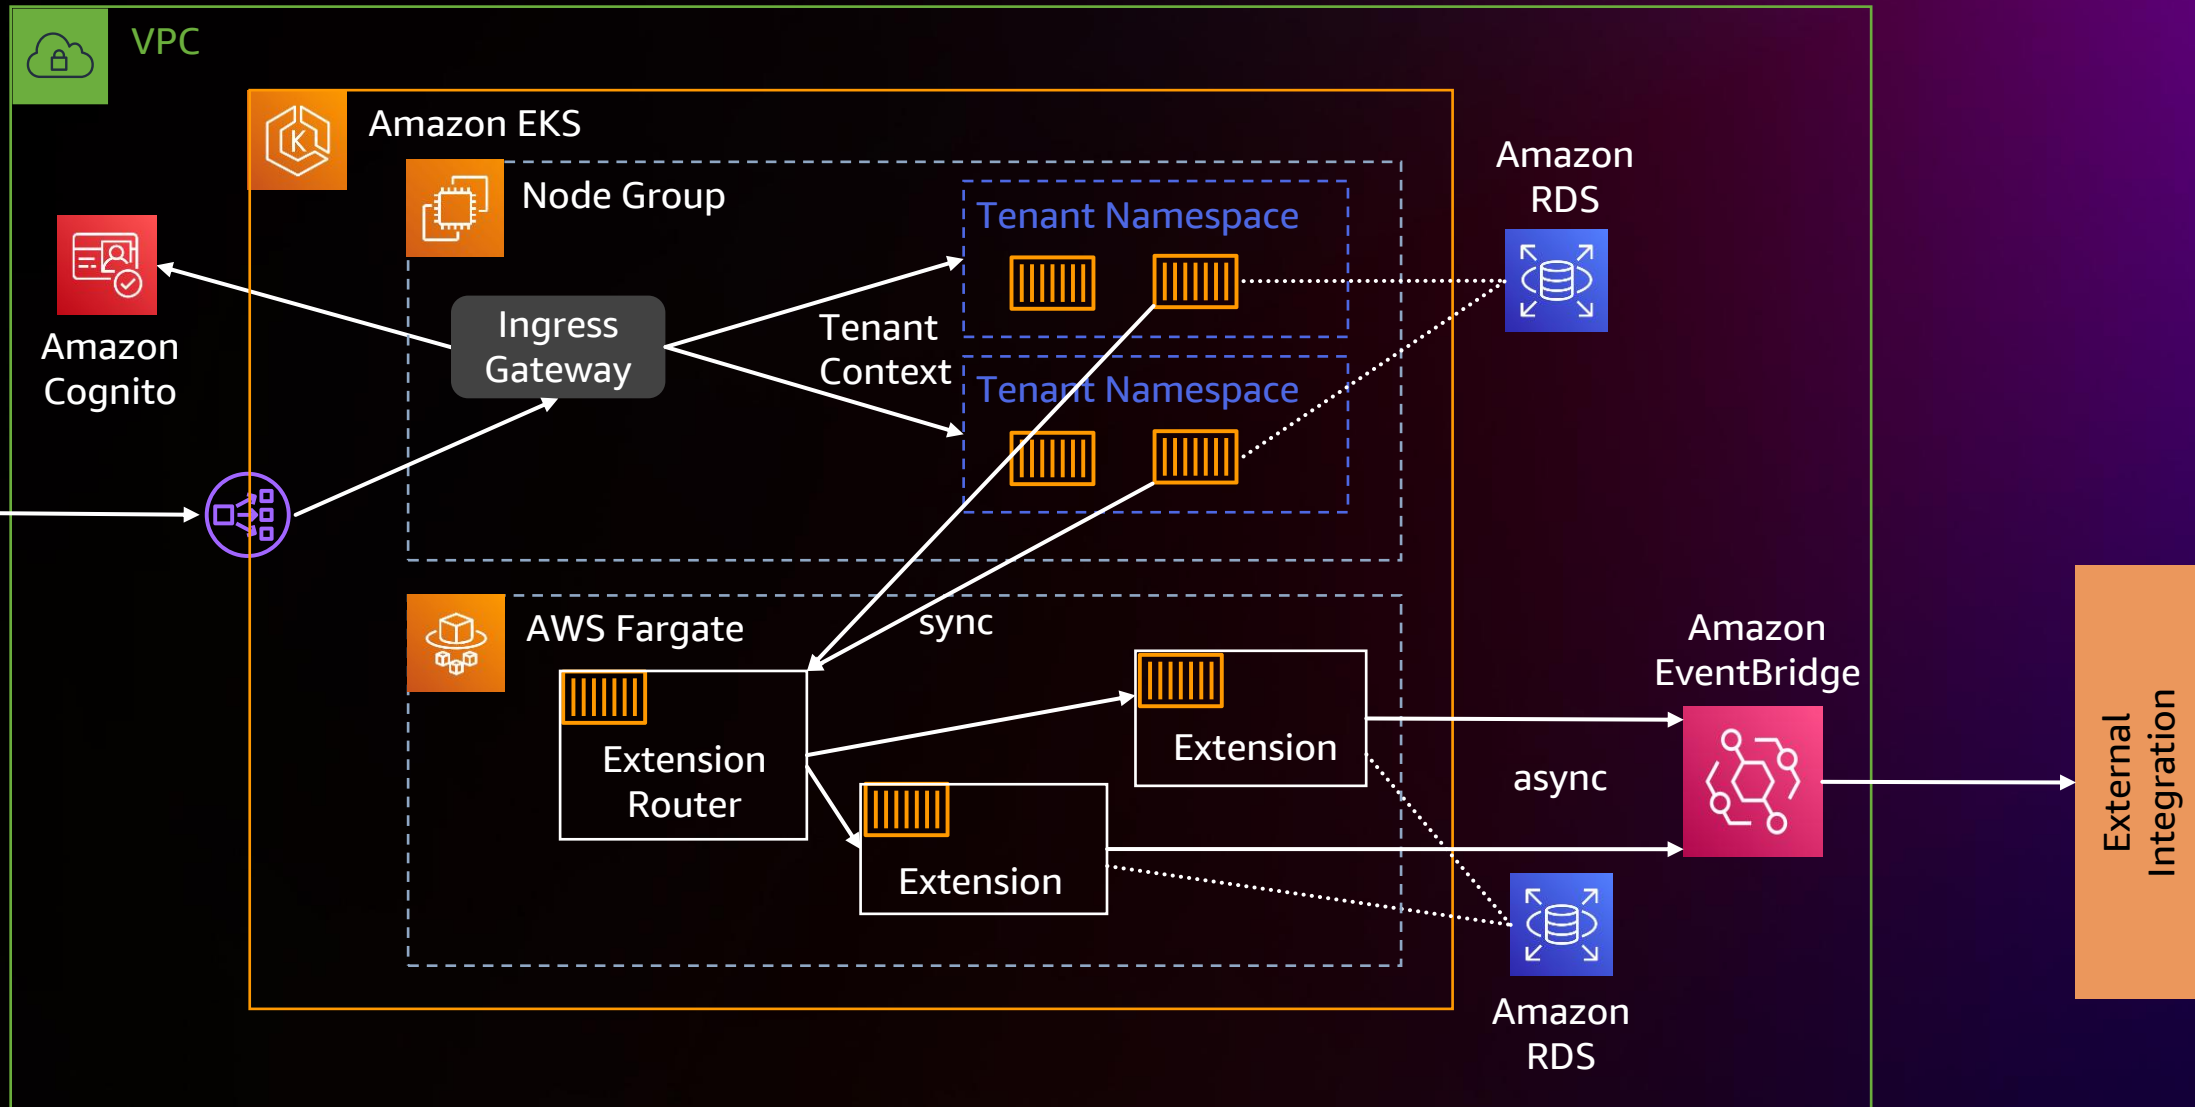 VPC
Amazon EKS
Node Group
Tenant Namespace
Amazon
RDS
Ingress
Gateway
Tenant
Context
Amazon
Cognito
Tenant Namespace
AWS Fargate
sync
Extension
Router
Extension
Extension
async
Amazon
EventBridge
External
Integration
Amazon
RDS